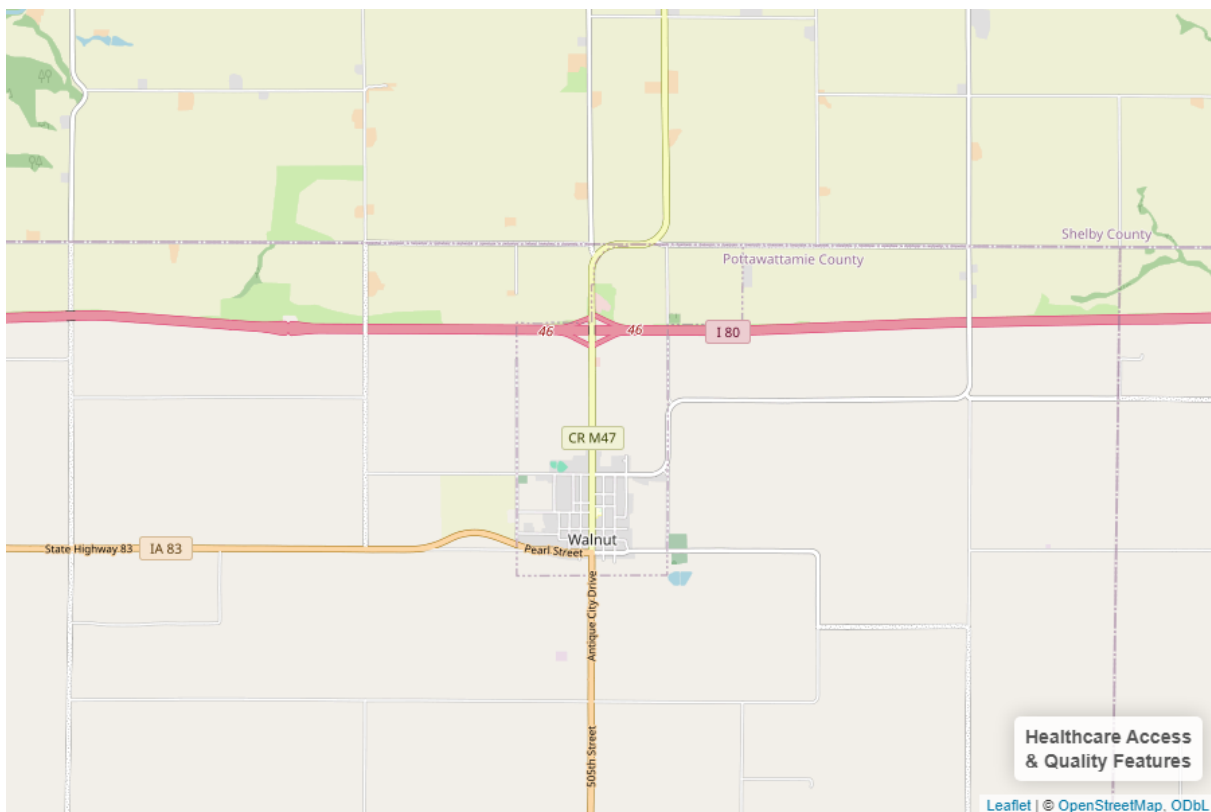 Shelby County
Pottawattamie County
46
46
I 80
CR M47
Walnut
State Highway 83
IA 83
Pearl Street
Antique City Drive
505th Street
Healthcare Access
& Quality Features
Leaflet | © OpenStreetMap, ODbL